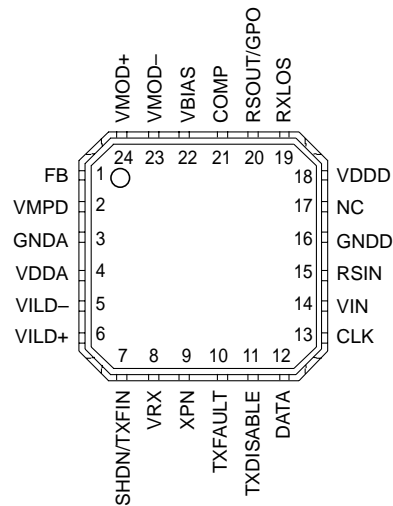 VMOD+
VMOD–
VBIAS
COMP
RSOUT/GPO
RXLOS
24 23 22 21 20 19
FB 1 18 VDDD
VMPD 2 17 NC
GNDA 3 16 GNDD
VDDA 4 15 RSIN
VILD– 5 14 VIN
VILD+ 6 13 CLK
7 8 9 10 11 12
SHDN/TXFIN
VRX
XPN
TXFAULT
TXDISABLE
DATA